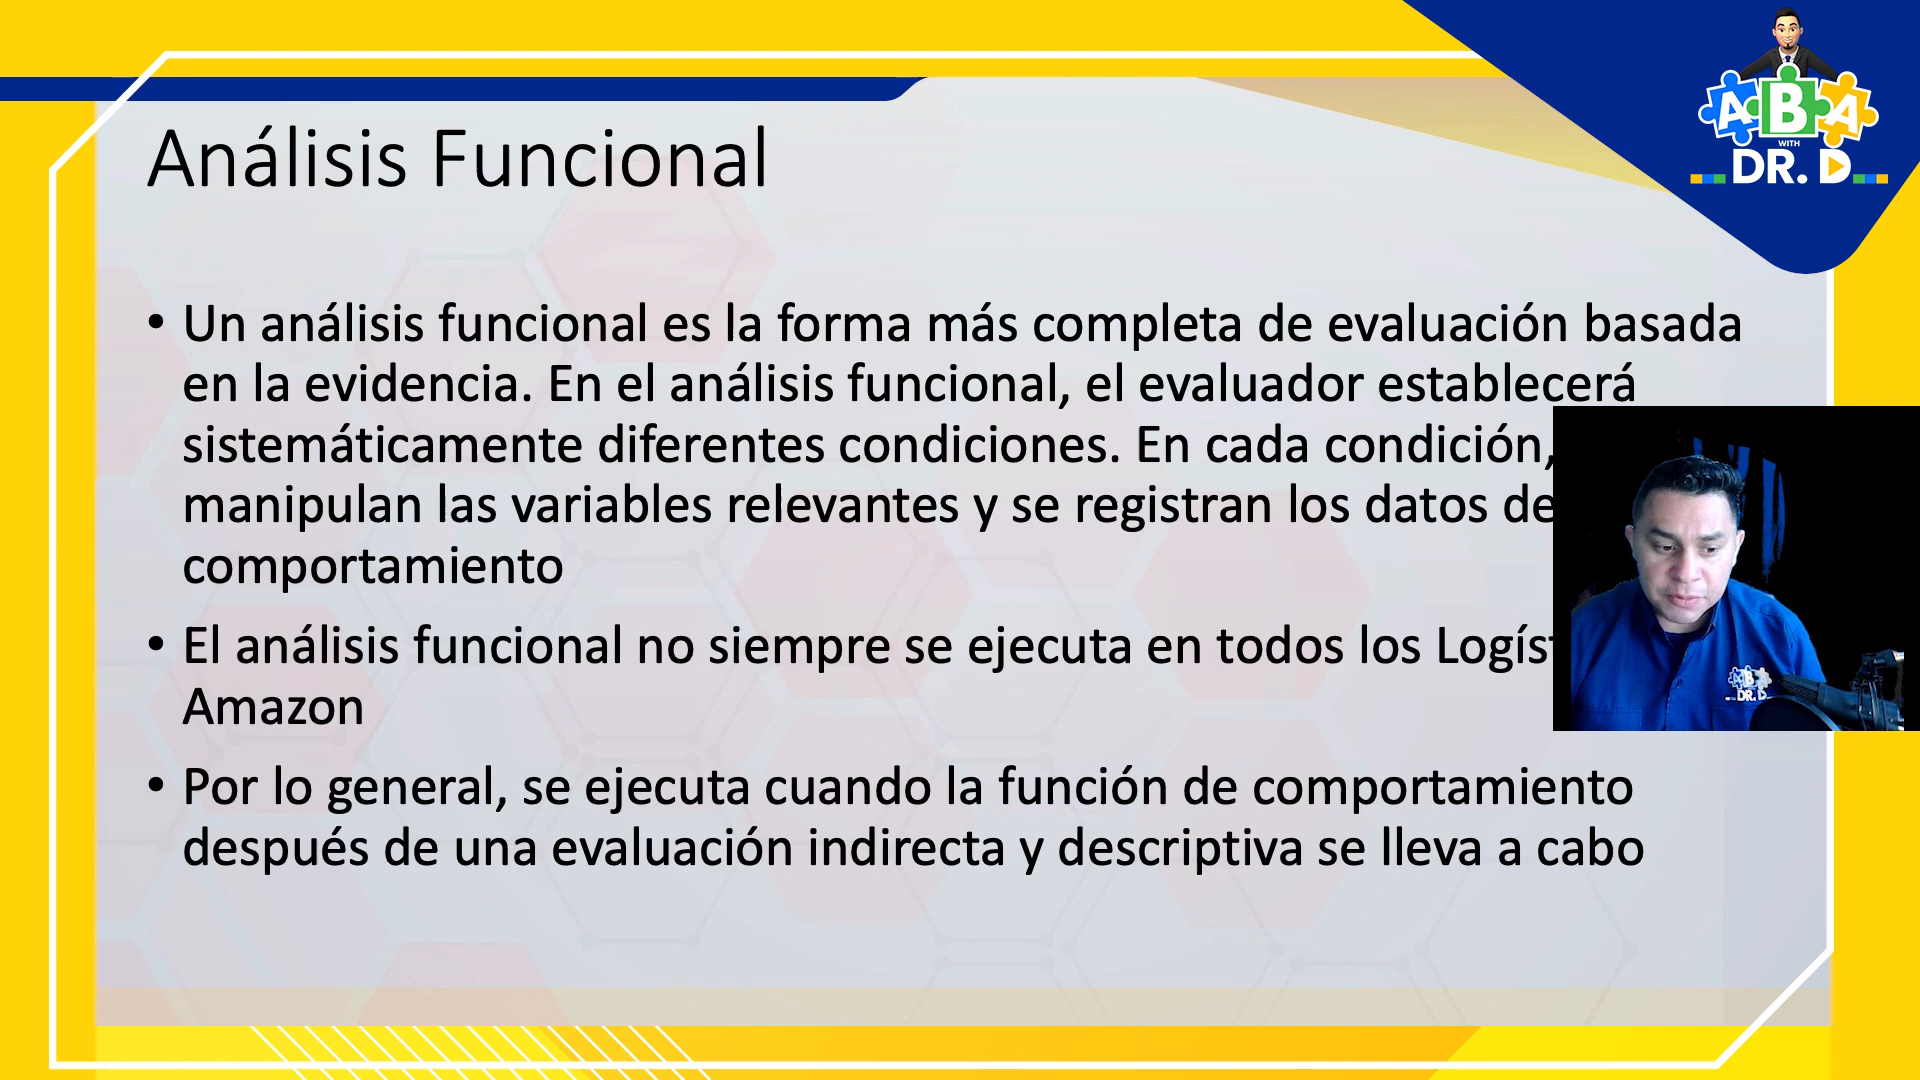 ABA
WITH
DR. D
Análisis Funcional
• Un análisis funcional es la forma más completa de evaluación basada
en la evidencia. En el análisis funcional, el evaluador establecerá
sistemáticamente diferentes condiciones. En cada condición,
manipulan las variables relevantes y se registran los datos de
comportamiento
• El análisis funcional no siempre se ejecuta en todos los
Amazon
• Por lo general, se ejecuta cuando la función de comportamiento
después de una evaluación indirecta y descriptiva se lleva a cabo
ABA
DR. D